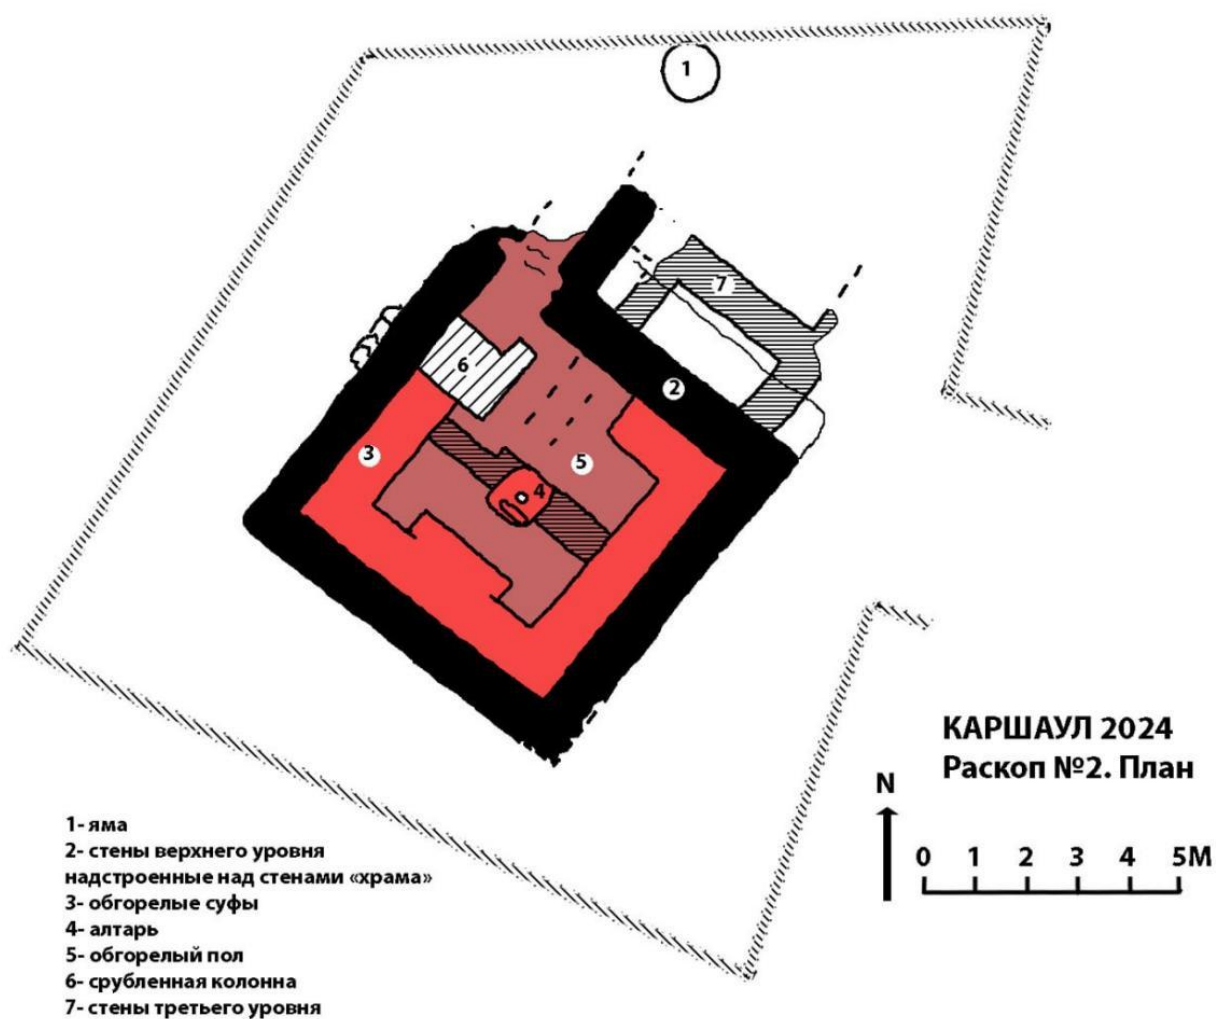 1
7
2
6
3
5
4
КАРШАУЛ 2024
Раскоп №2. План
N
0 1 2 3 4 5М
1- яма
2- стены верхнего уровня
надстроенные над стенами «храма»
3- обгорелые суфы
4- алтарь
5- обгорелый пол
6- срубленная колонна
7- стены третьего уровня